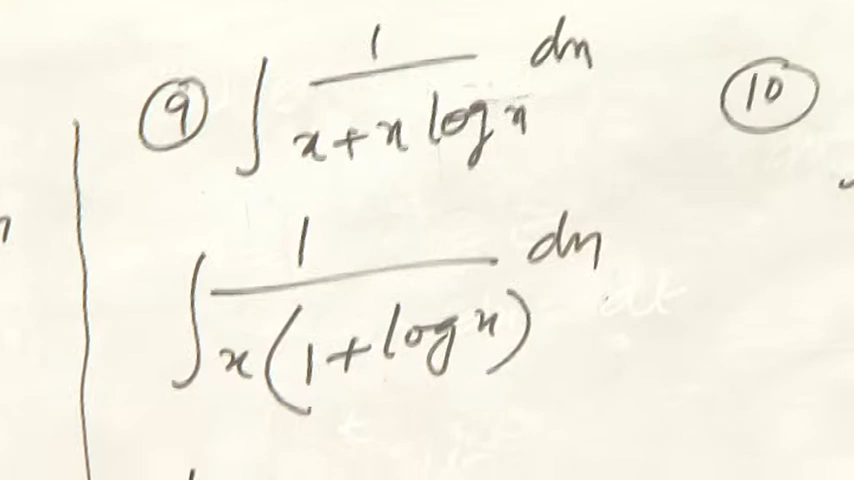 ⑨ ∫ 1/(x+x log x) dx
⑩
∫ 1/(x(1+log x)) dx